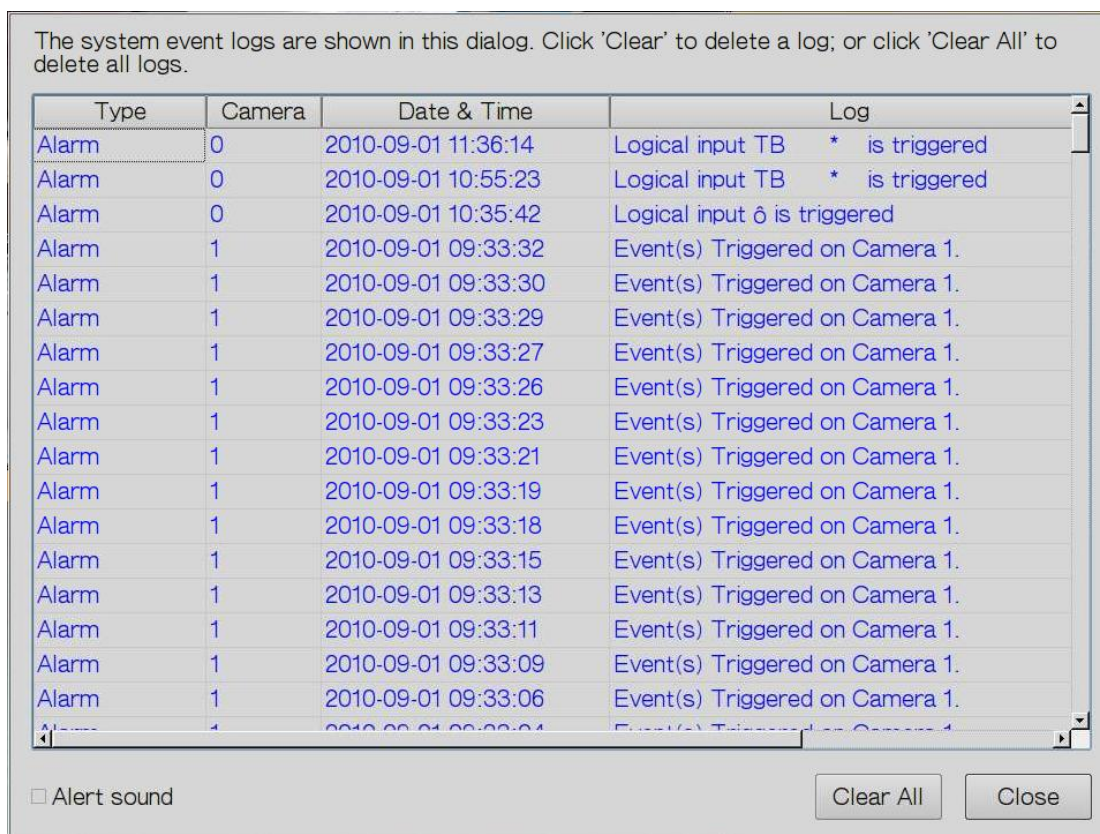 The system event logs are shown in this dialog. Click 'Clear' to delete a log; or click 'Clear All' to
delete all logs.
Type Camera Date & Time Log
Alarm 0 2010-09-01 11:36:14 Logical input TB * is triggered
Alarm 0 2010-09-01 10:55:23 Logical input TB * is triggered
Alarm 0 2010-09-01 10:35:42 Logical input ô is triggered
Alarm 1 2010-09-01 09:33:32 Event(s) Triggered on Camera 1.
Alarm 1 2010-09-01 09:33:30 Event(s) Triggered on Camera 1.
Alarm 1 2010-09-01 09:33:29 Event(s) Triggered on Camera 1.
Alarm 1 2010-09-01 09:33:27 Event(s) Triggered on Camera 1.
Alarm 1 2010-09-01 09:33:26 Event(s) Triggered on Camera 1.
Alarm 1 2010-09-01 09:33:23 Event(s) Triggered on Camera 1.
Alarm 1 2010-09-01 09:33:21 Event(s) Triggered on Camera 1.
Alarm 1 2010-09-01 09:33:19 Event(s) Triggered on Camera 1.
Alarm 1 2010-09-01 09:33:18 Event(s) Triggered on Camera 1.
Alarm 1 2010-09-01 09:33:15 Event(s) Triggered on Camera 1.
Alarm 1 2010-09-01 09:33:13 Event(s) Triggered on Camera 1.
Alarm 1 2010-09-01 09:33:11 Event(s) Triggered on Camera 1.
Alarm 1 2010-09-01 09:33:09 Event(s) Triggered on Camera 1.
Alarm 1 2010-09-01 09:33:06 Event(s) Triggered on Camera 1.
Alert sound Clear All Close